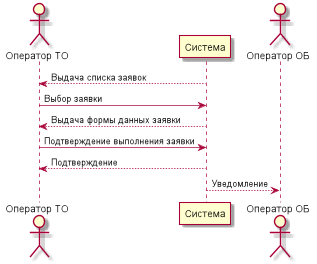 Оператор ТО
Система
Оператор ОБ
Выдача списка заявок
Выбор заявки
Выдача формы данных заявки
Подтверждение выполнения заявки
Подтверждение
Уведомление
Оператор ТО
Система
Оператор ОБ